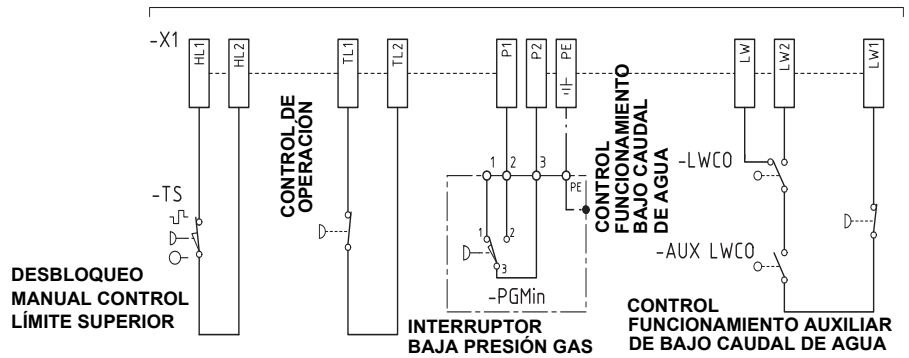 -X1
HL1
HL2
TL1
TL2
P1
P2
PE
LW
LW2
LW1
CONTROL DE
OPERACIÓN
CONTROL
FUNCIONAMIENTO
BAJO CAUDAL
DE AGUA
1
2
3
PE
-LWCO
-TS
1
2
3
-AUX LWCO
-PGMin
DESBLOQUEO
MANUAL CONTROL
LÍMITE SUPERIOR
INTERRUPTOR
BAJA PRESIÓN GAS
CONTROL
FUNCIONAMIENTO AUXILIAR
DE BAJO CAUDAL DE AGUA